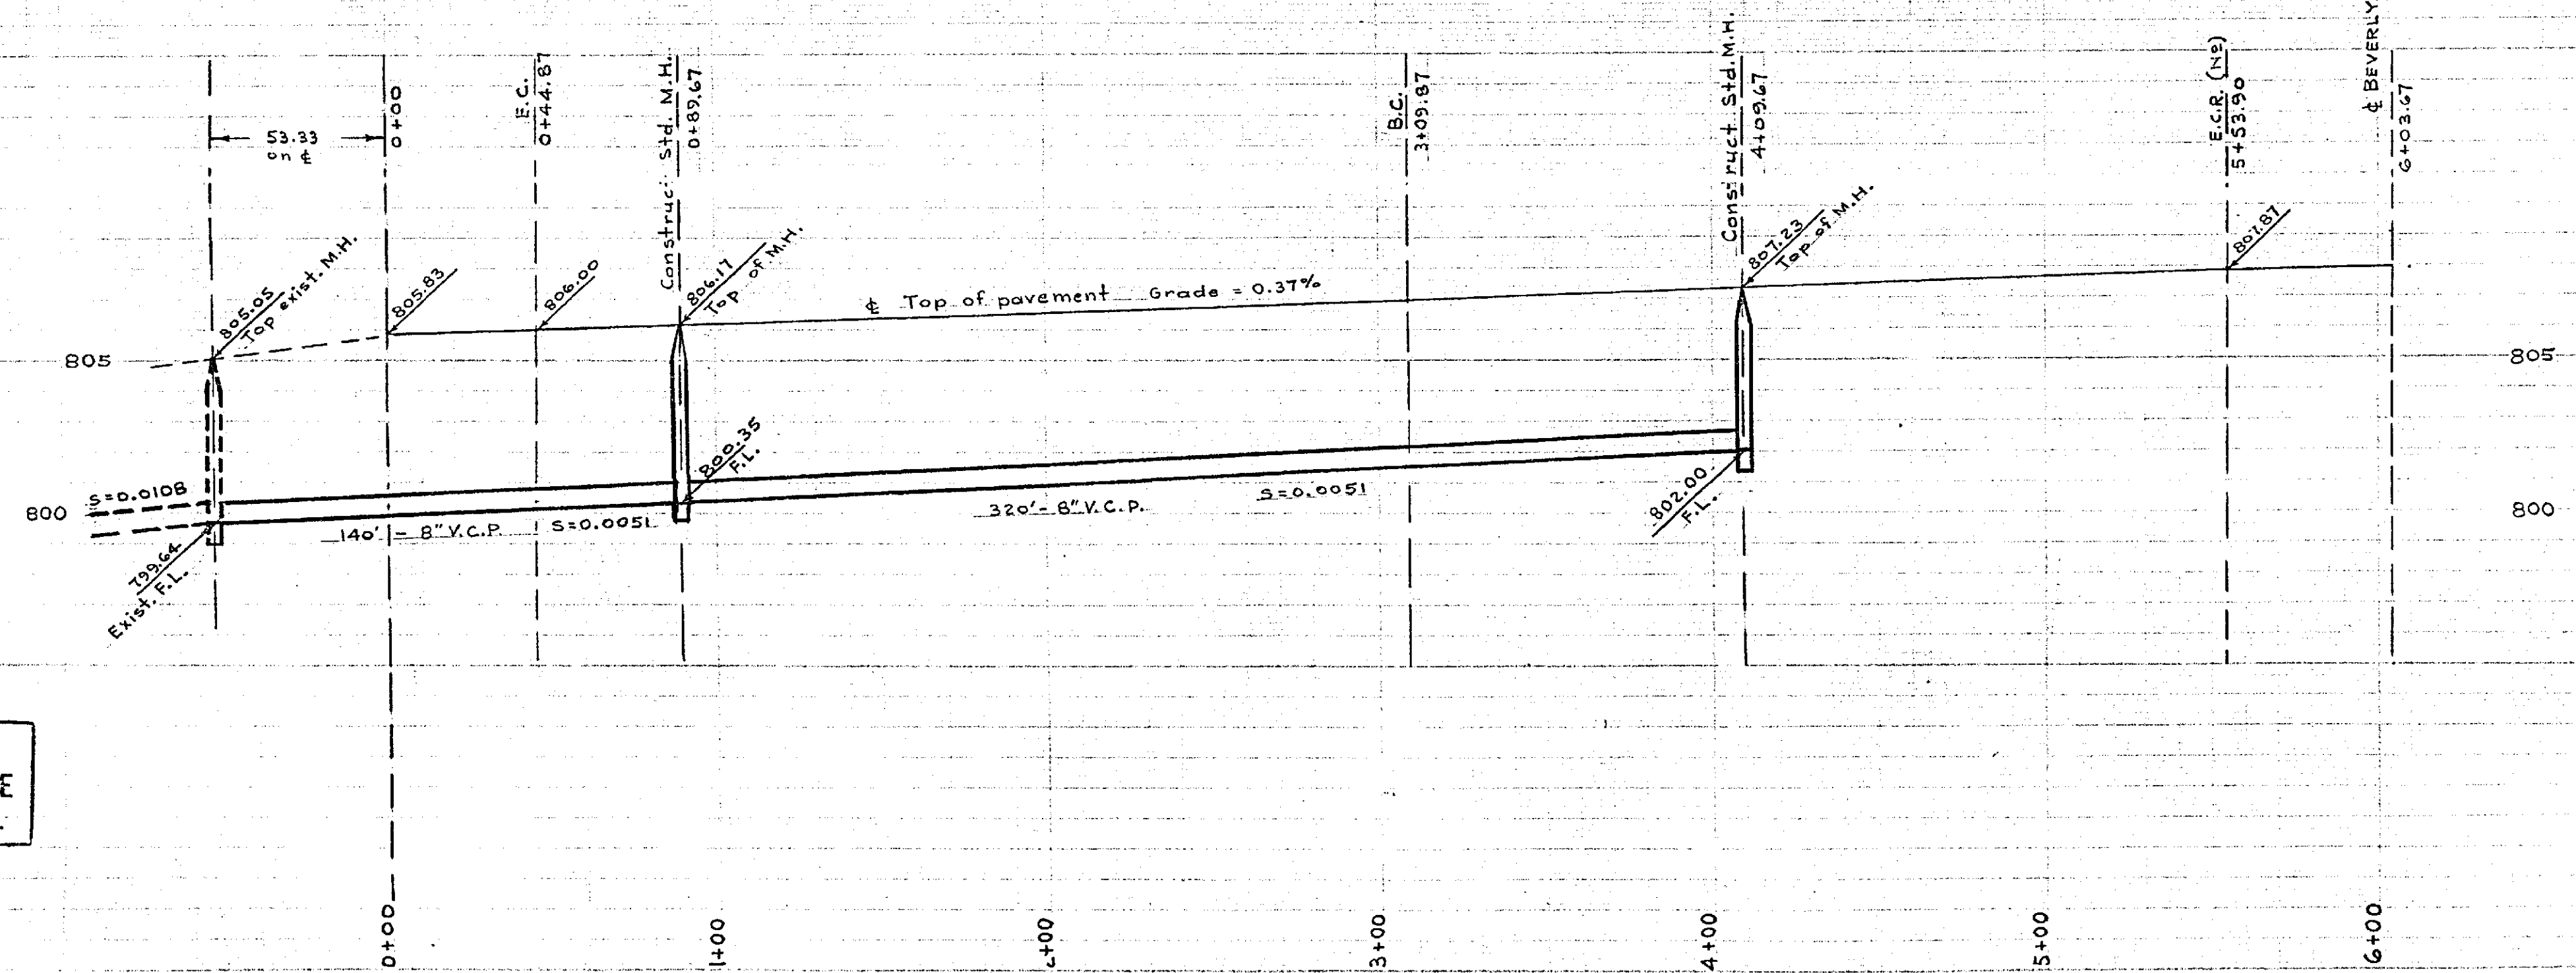 ¢ BEVERLY
6+03.67
E.C.R. (Nº)
5+53.90
Construct Std. M.H.
4+09.67
B.C.
3+09.87
Construct Std. M.H.
0+89.67
E.C.
0+44.87
0+00
53.33
on ¢
805.05
Top exist. M.H.
805.83
806.00
806.17
Top of M.H.
¢ Top of pavement Grade = 0.37%
807.23
Top of M.H.
807.87
805
805
800.35
F.L.
S=0.0108
800
140' - 8" V.C.P. S=0.0051
320' - 8" V.C.P.
S=0.0051
802.00
F.L.
800
799.64
Exist. F.L.
E
0+00
1+00
2+00
3+00
4+00
5+00
6+00